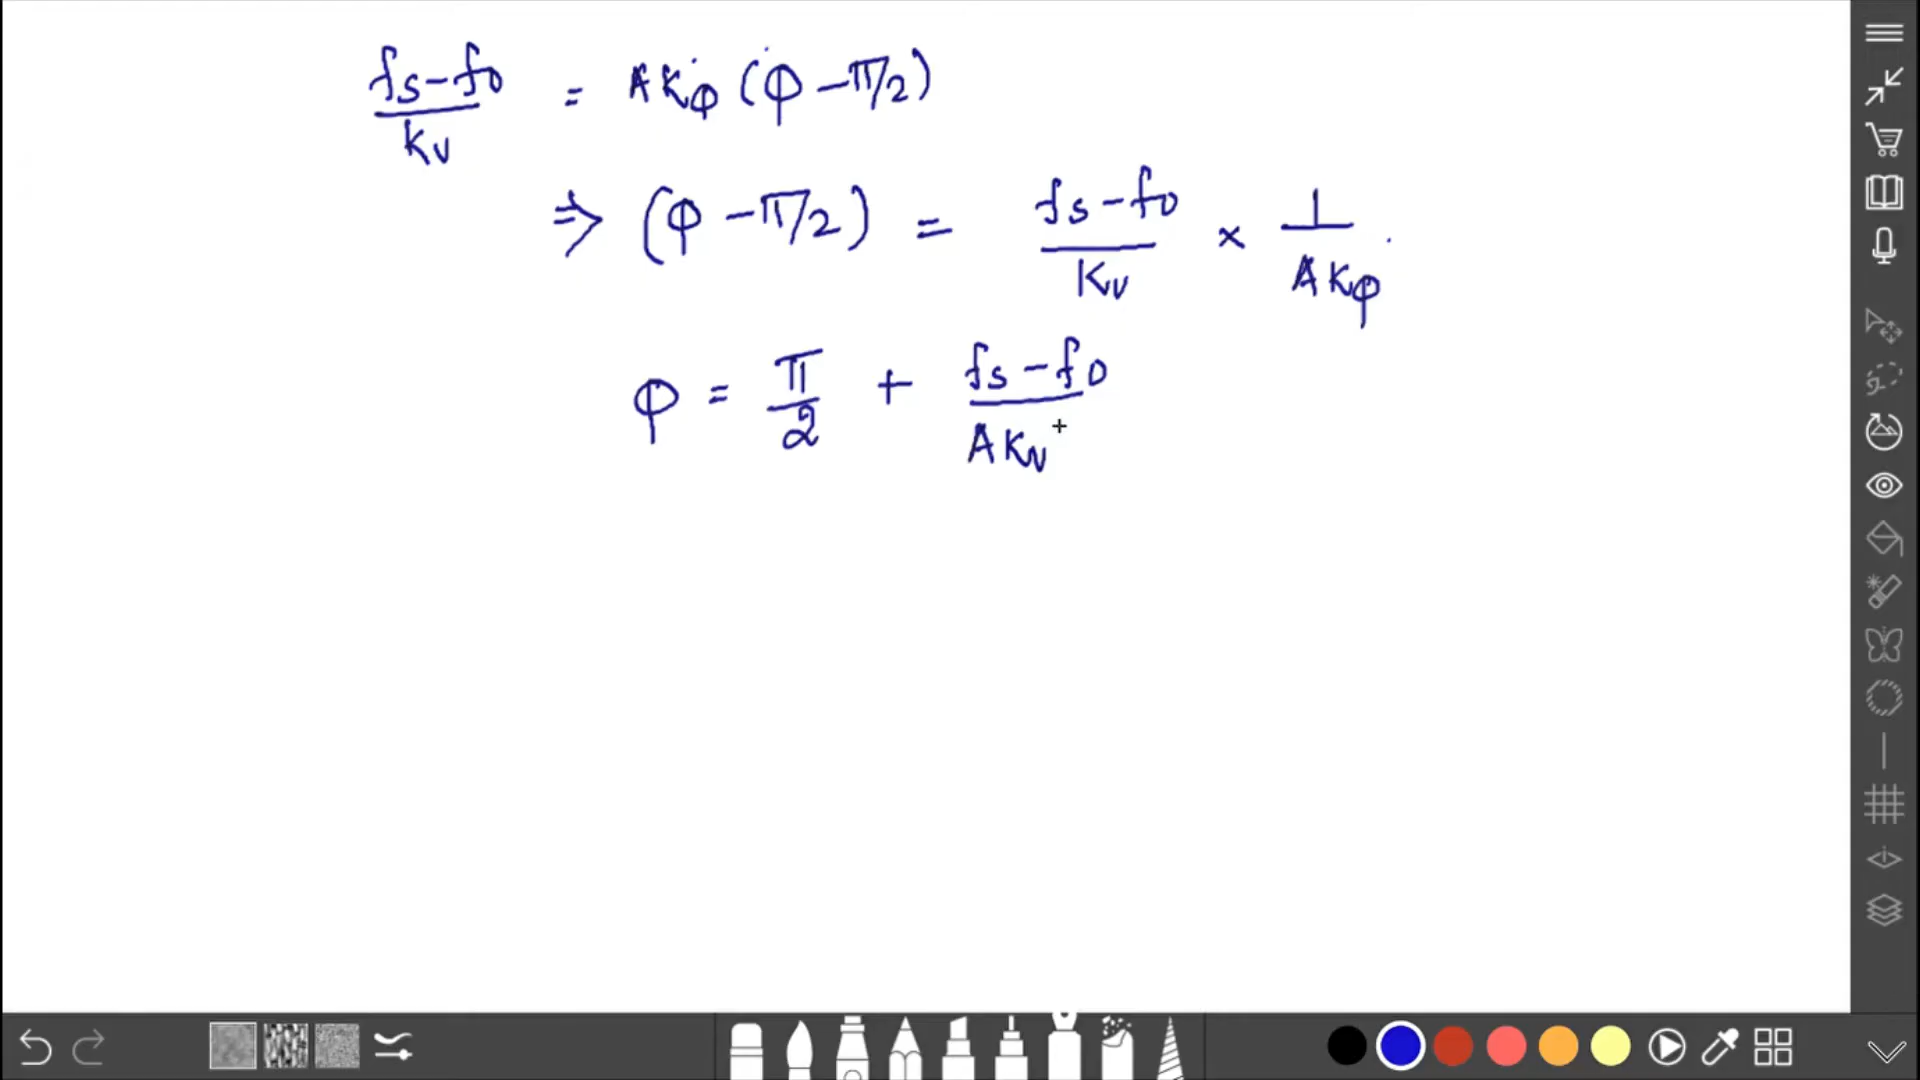 fs-fo/Kv = AKφ (φ - π/2)
⇒ (φ - π/2) = fs-fo/Kv × 1/AKφ
φ = π/2 + fs-fo/AKv